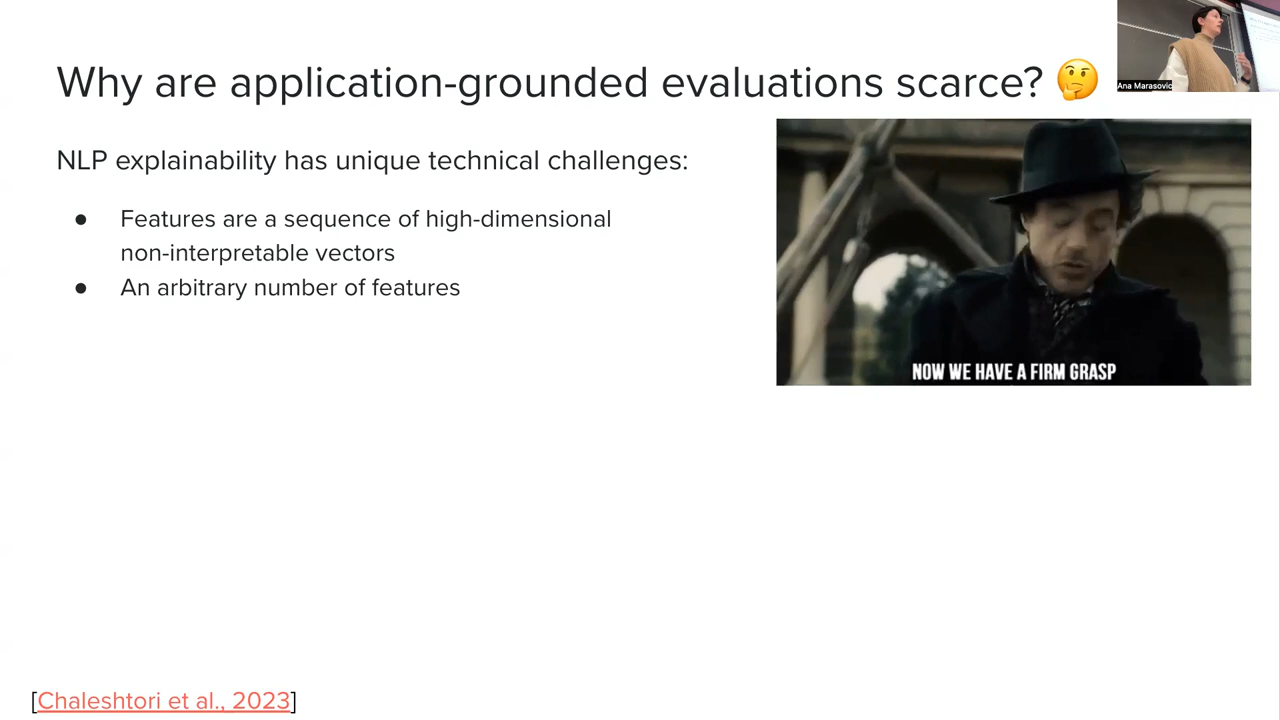 Why are application-grounded evaluations scarce? 🤔
Ana Marasovic
NLP explainability has unique technical challenges:
● Features are a sequence of high-dimensional
non-interpretable vectors
● An arbitrary number of features
NOW WE HAVE A FIRM GRASP
[Chaleshtori et al., 2023]